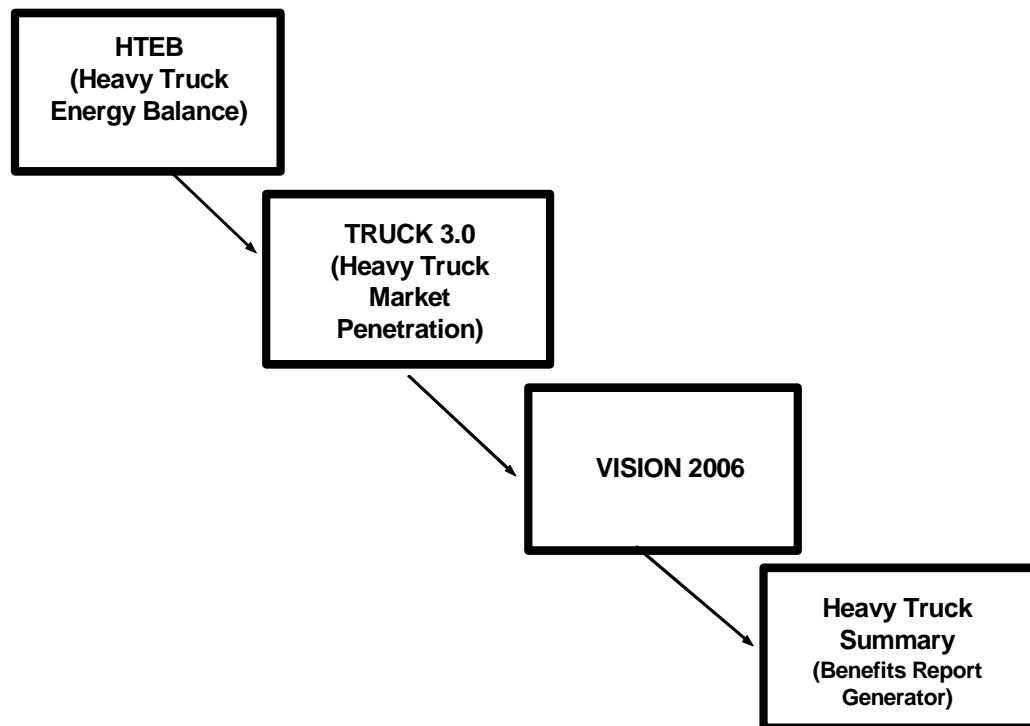 HTEB
(Heavy Truck
Energy Balance)
TRUCK 3.0
(Heavy Truck
Market
Penetration)
VISION 2006
Heavy Truck
Summary
(Benefits Report
Generator)